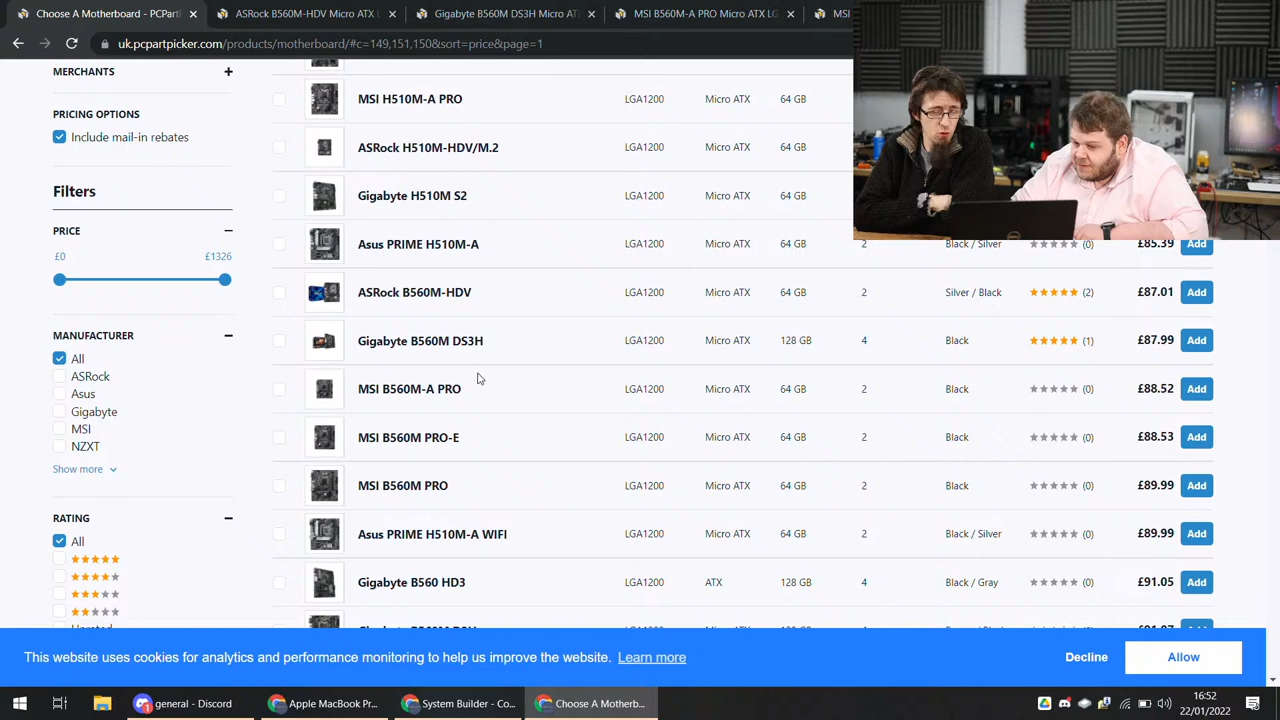 Choose A Motherboard - PCPart
ASRock B560M-HDV Micro ATX
Gigabyte B560M DS3H Micro AT
MSI B560M-A PRO Micro ATX
MSI
uk.pcpartpicker.com/products/motherboard/#c=149,151,150&sort=price&page=1
MERCHANTS
PRICING OPTIONS
Include mail-in rebates
Filters
PRICE
£0 £1326
MANUFACTURER
All
ASRock
Asus
Gigabyte
MSI
NZXT
Show more
RATING
All
MSI H510M-A PRO LGA1200 Micro ATX 64 GB
ASRock H510M-HDV/M.2 LGA1200 Micro ATX 64 GB
Gigabyte H510M S2 LGA1200 Micro ATX 64 GB
Asus PRIME H510M-A LGA1200 Micro ATX 64 GB 2 Black / Silver (0) £85.39 Add
ASRock B560M-HDV LGA1200 Micro ATX 64 GB 2 Silver / Black (2) £87.01 Add
Gigabyte B560M DS3H LGA1200 Micro ATX 128 GB 4 Black (1) £87.99 Add
MSI B560M-A PRO LGA1200 Micro ATX 64 GB 2 Black (0) £88.52 Add
MSI B560M PRO-E LGA1200 Micro ATX 64 GB 2 Black (0) £88.53 Add
MSI B560M PRO LGA1200 Micro ATX 64 GB 2 Black (0) £89.99 Add
Asus PRIME H510M-A WIFI LGA1200 Micro ATX 64 GB 2 Black / Silver (0) £89.99 Add
Gigabyte B560 HD3 LGA1200 ATX 128 GB 4 Black / Gray (0) £91.05 Add
This website uses cookies for analytics and performance monitoring to help us improve the website. Learn more
Decline
Allow
general - Discord
Apple MacBook P
System Builder - Co...
Choose A Motherb...
16:52
22/01/2022